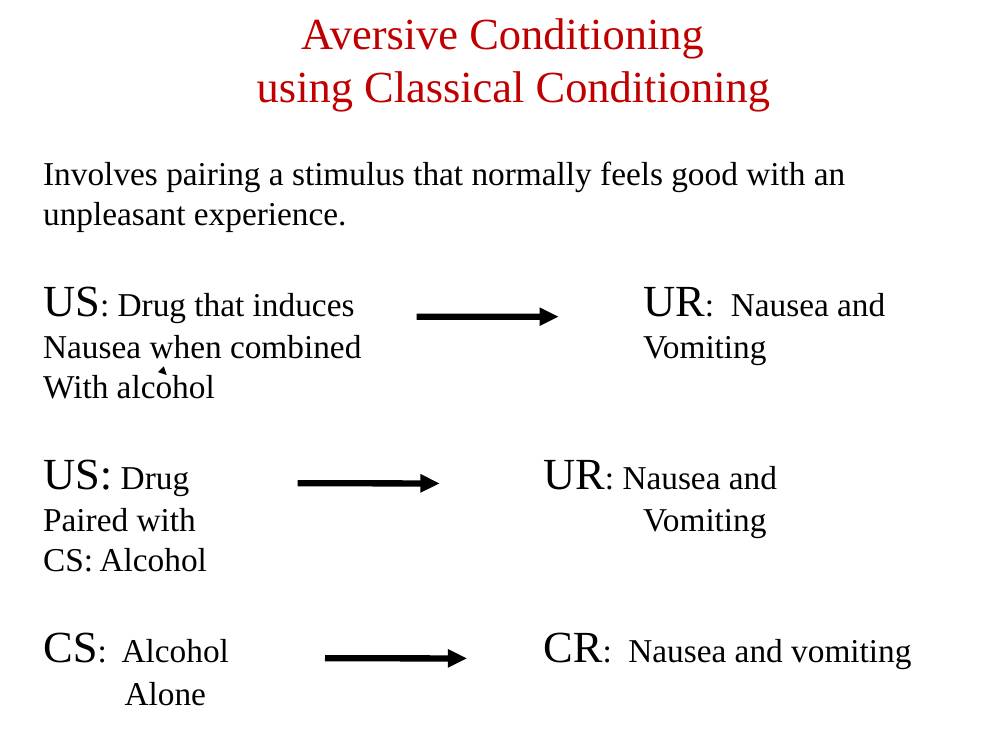 Aversive Conditioning
using Classical Conditioning
Involves pairing a stimulus that normally feels good with an
unpleasant experience.
US: Drug that induces UR: Nausea and
Nausea when combined Vomiting
With alcohol
US: Drug UR: Nausea and
Paired with Vomiting
CS: Alcohol
CS: Alcohol CR: Nausea and vomiting
Alone